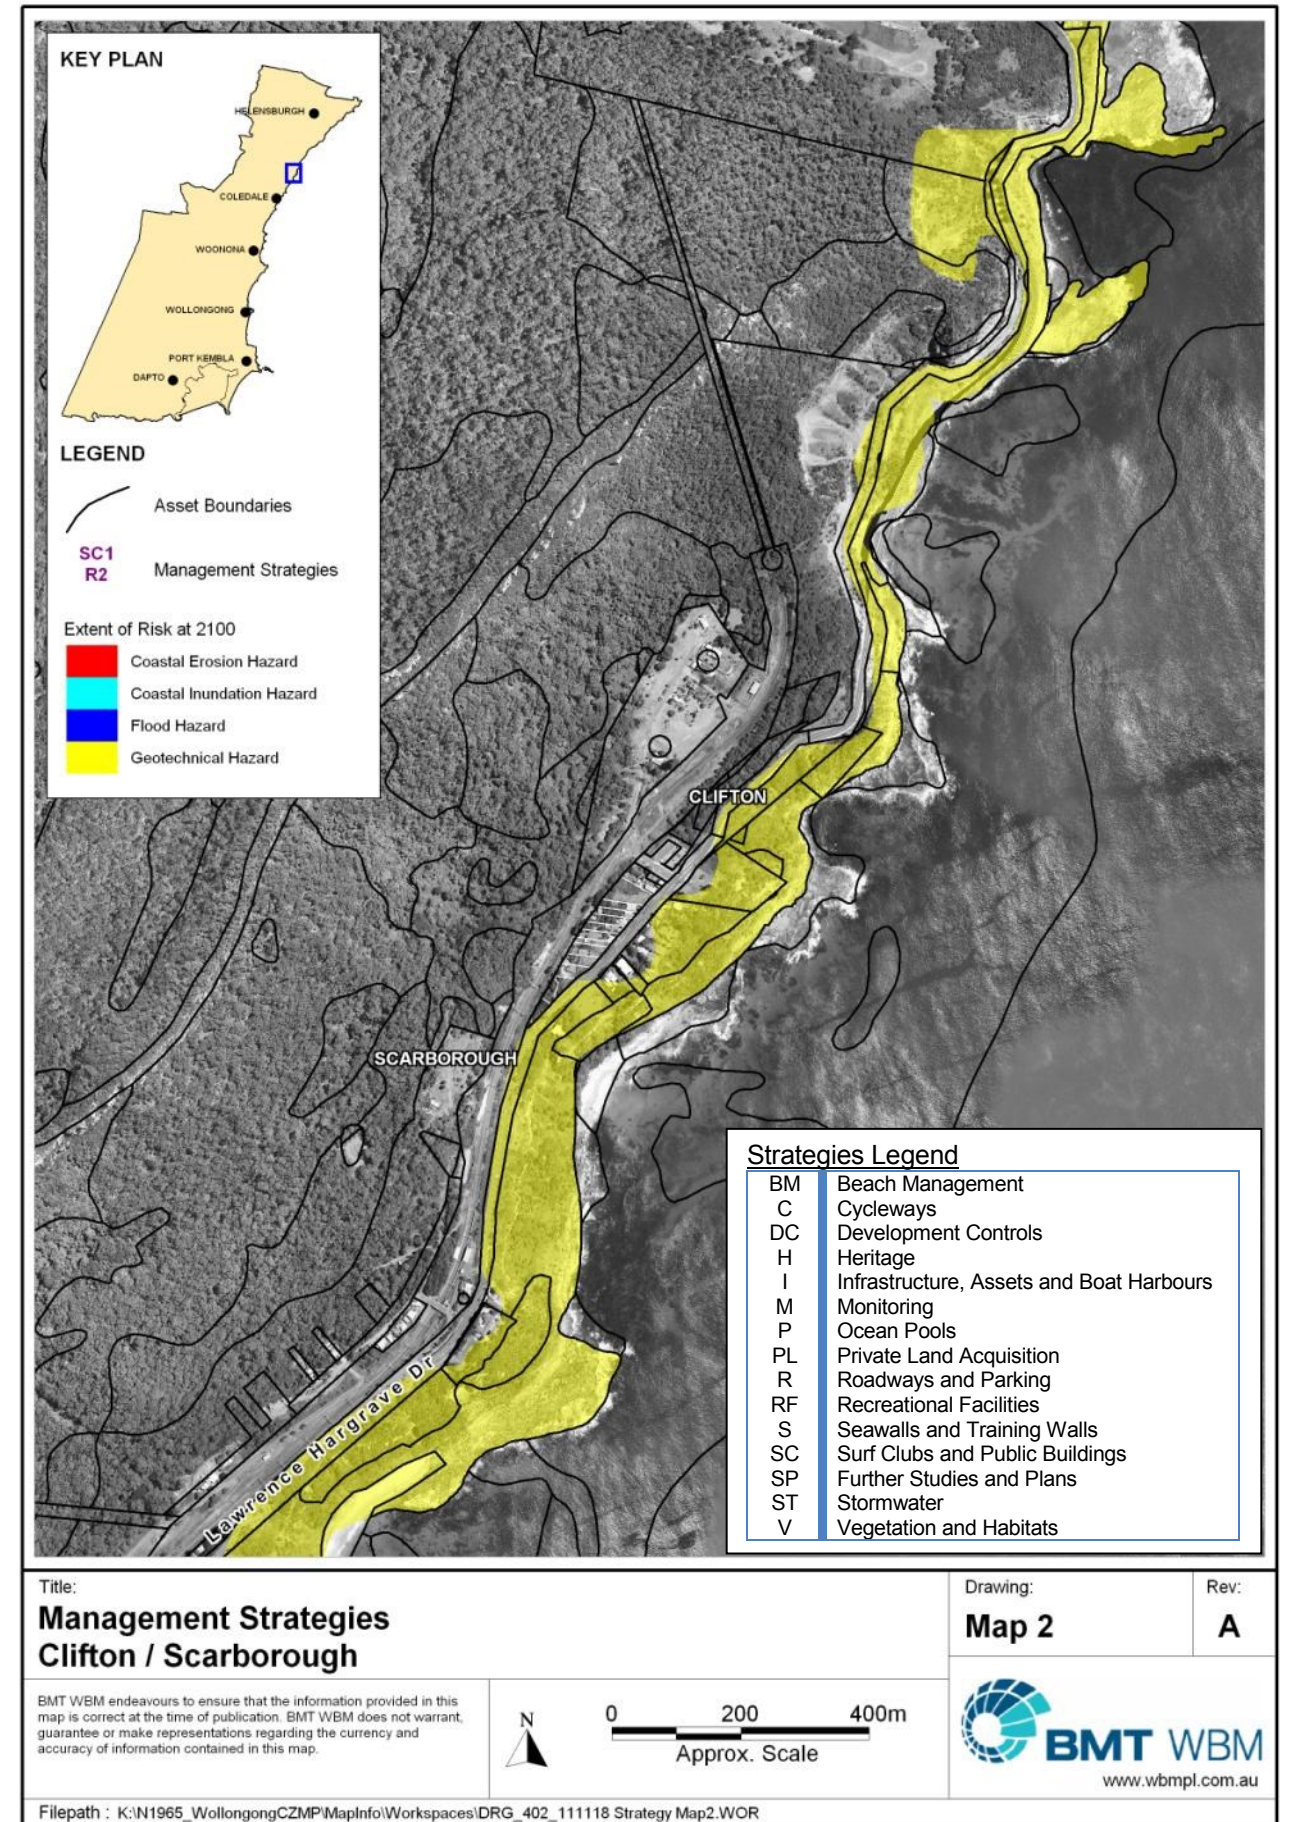 KEY PLAN
HELENSBURGH
COLEDALE
WOONONA
WOLLONGONG
PORT KEMBLA
DAPTO
LEGEND
Asset Boundaries
SC1
R2
Management Strategies
Extent of Risk at 2100
Coastal Erosion Hazard
Coastal Inundation Hazard
Flood Hazard
Geotechnical Hazard
CLIFTON
SCARBOROUGH
Lawrence Hargrave Dr
Strategies Legend
BM Beach Management
C Cycleways
DC Development Controls
H Heritage
I Infrastructure, Assets and Boat Harbours
M Monitoring
P Ocean Pools
PL Private Land Acquisition
R Roadways and Parking
RF Recreational Facilities
S Seawalls and Training Walls
SC Surf Clubs and Public Buildings
SP Further Studies and Plans
ST Stormwater
V Vegetation and Habitats
Title:
Management Strategies
Clifton / Scarborough
Drawing:
Map 2
Rev:
A
BMT WBM endeavours to ensure that the information provided in this
map is correct at the time of publication. BMT WBM does not warrant,
guarantee or make representations regarding the currency and
accuracy of information contained in this map.
N
0 200 400m
Approx. Scale
BMT WBM
www.wbmpl.com.au
Filepath : K:\N1965_WollongongCZMP\MapInfo\Workspaces\DRG_402_111118 Strategy Map2.WOR